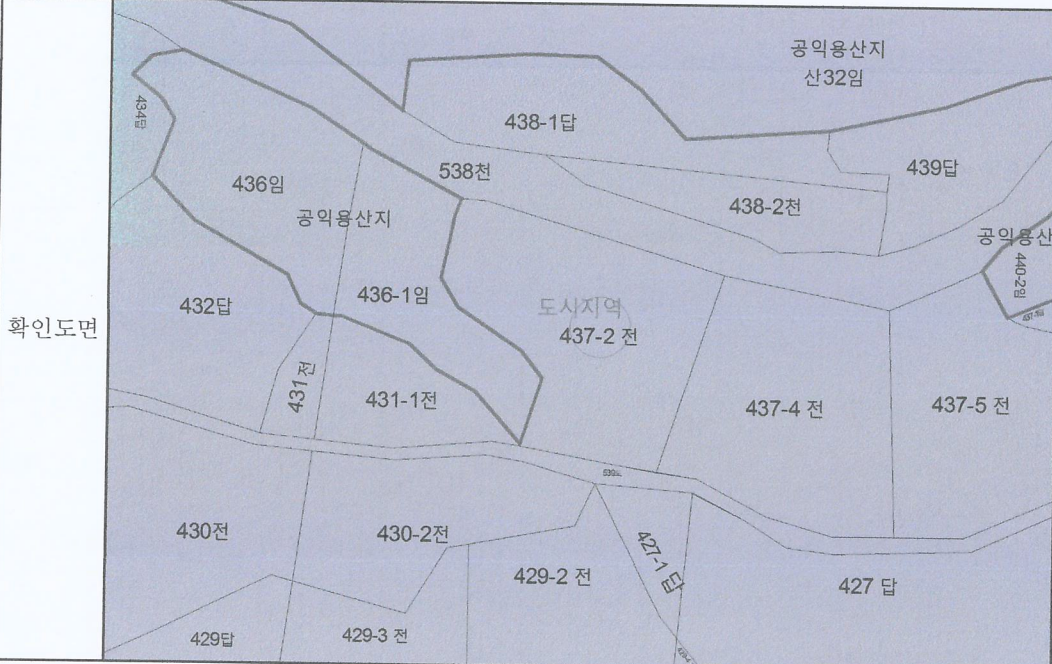 공익용산지
산32임
438-1답
434답
538천
439답
436임
438-2천
공익용산지
공익용산
440-2임
436-1임
432답
도시지역
437-2 전
확인도면
431전
431-1전
437-4 전
437-5 전
430전
430-2전
427-1 답
429-2 전
427 답
429답
429-3 전